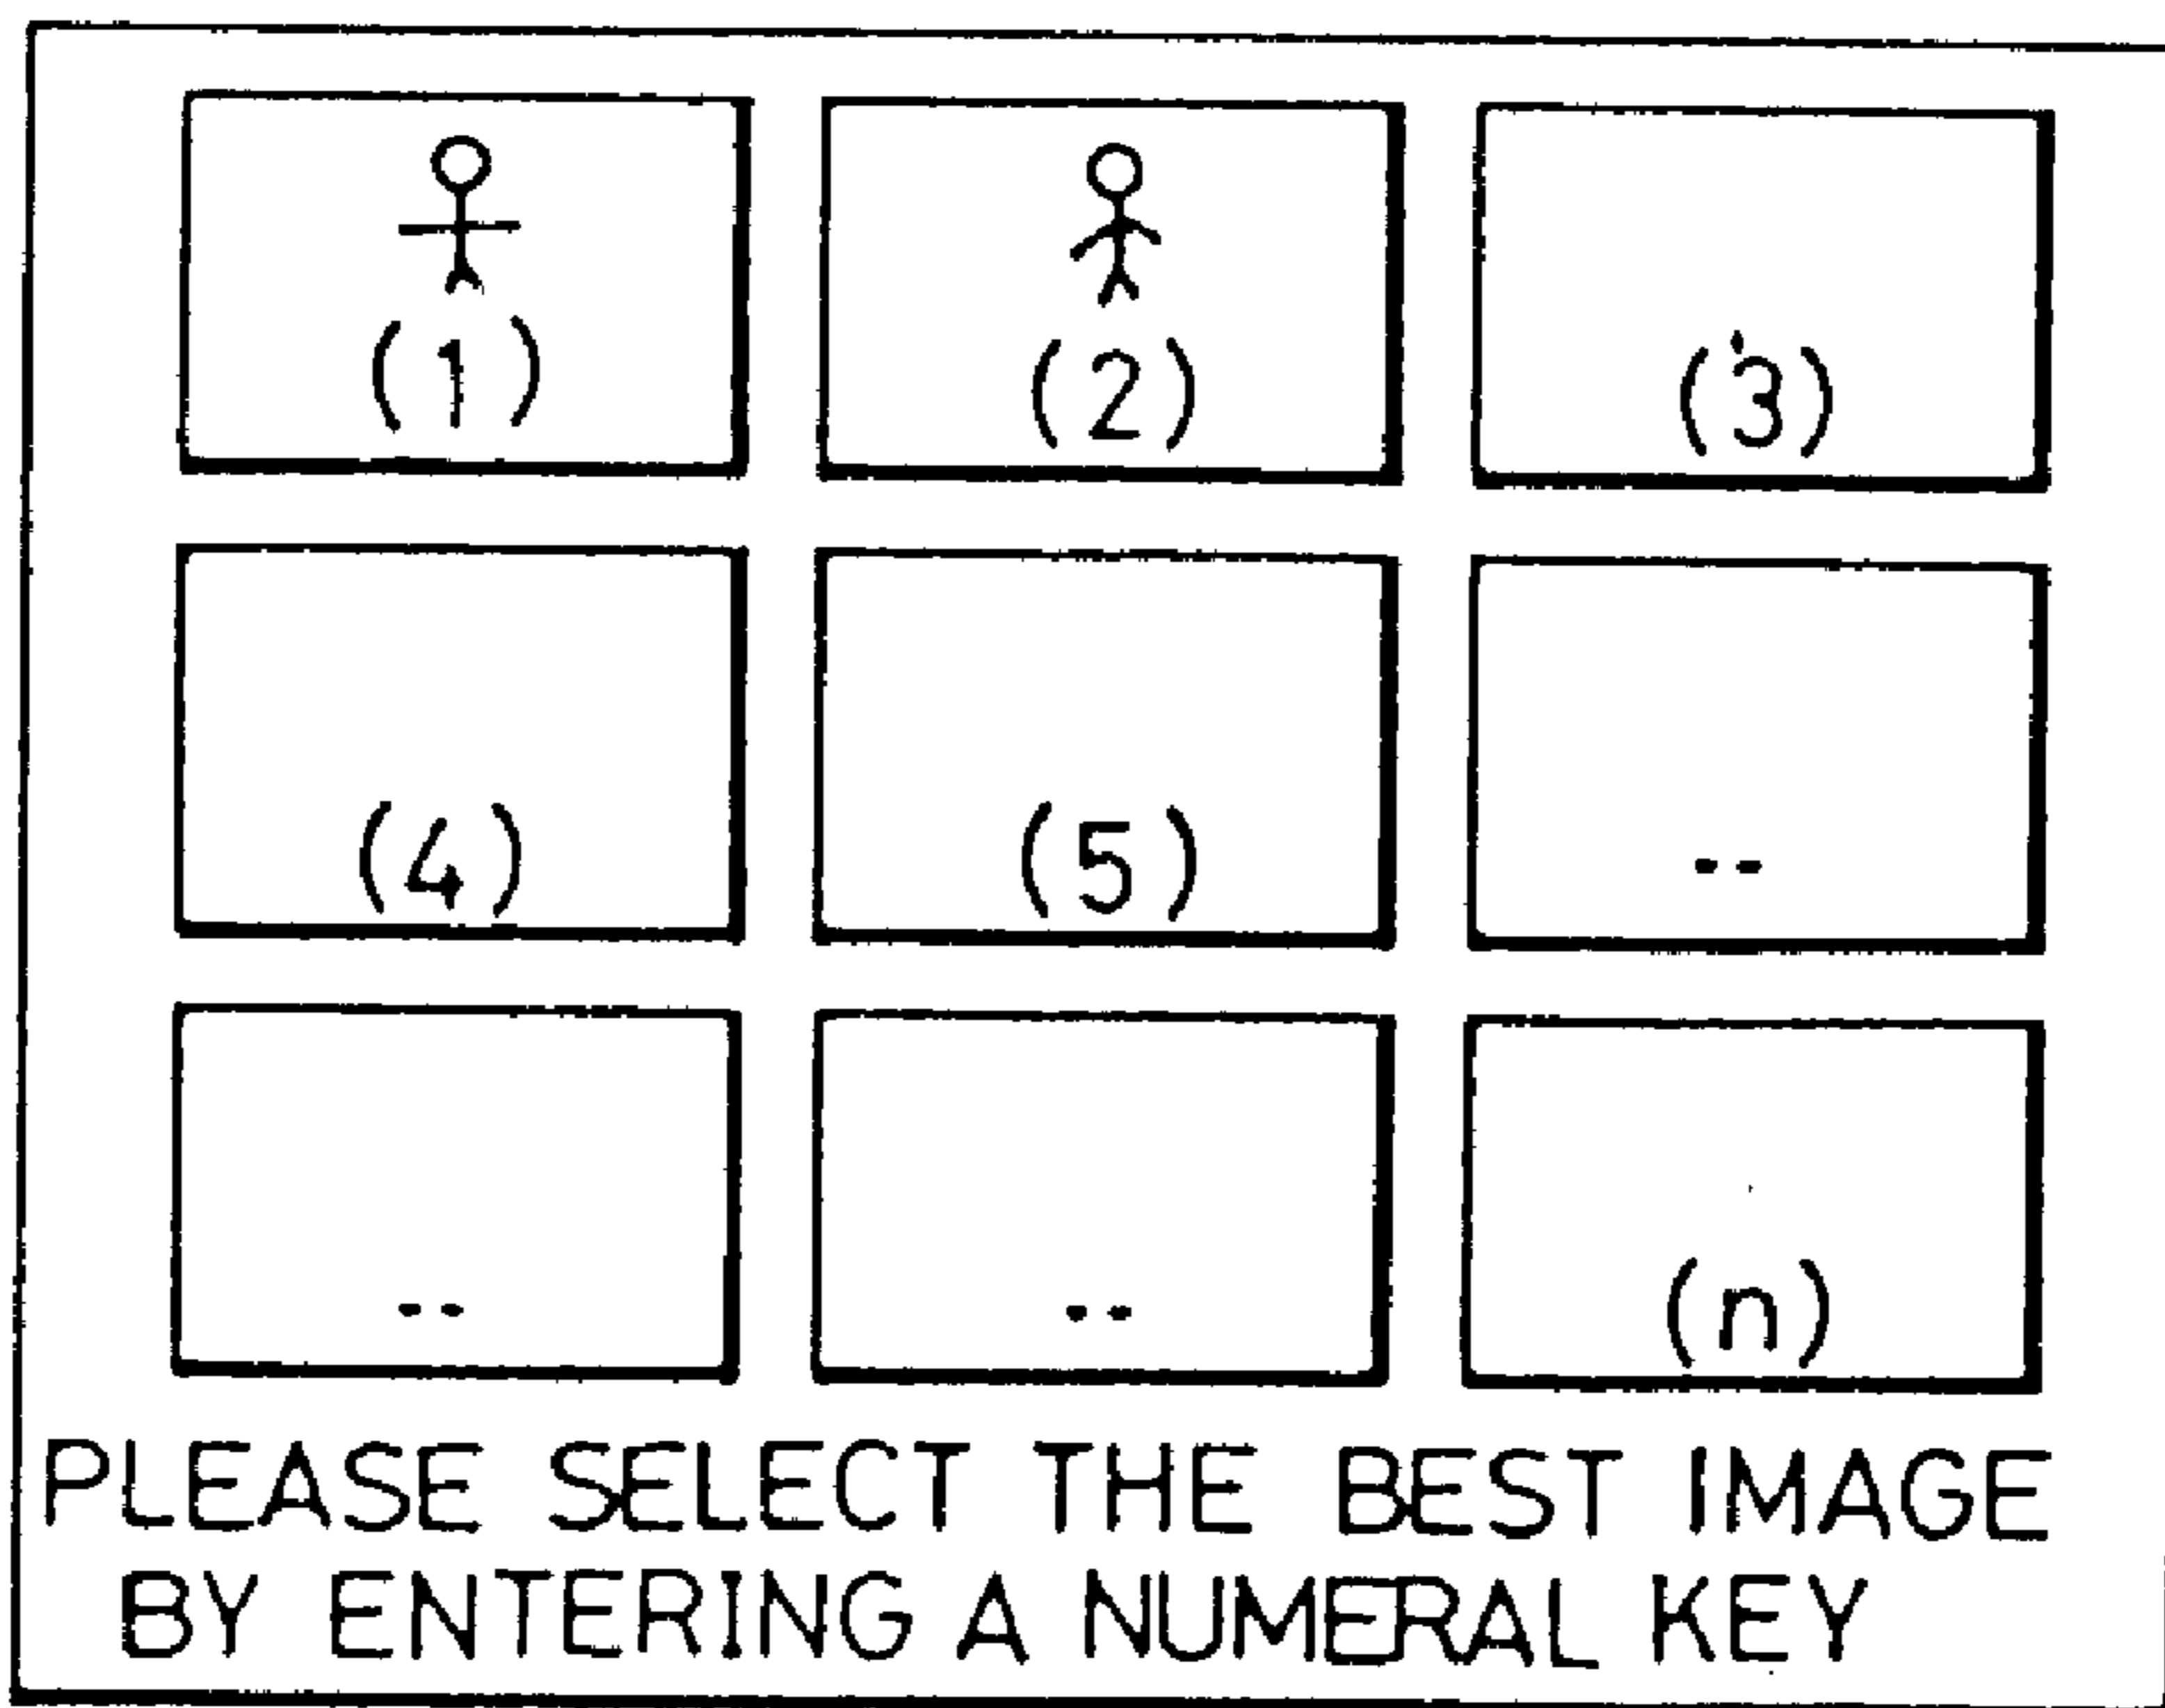 (1) (2) (3)
(4) (5) --
-- -- (n)
PLEASE SELECT THE BEST IMAGE
BY ENTERING A NUMERAL KEY